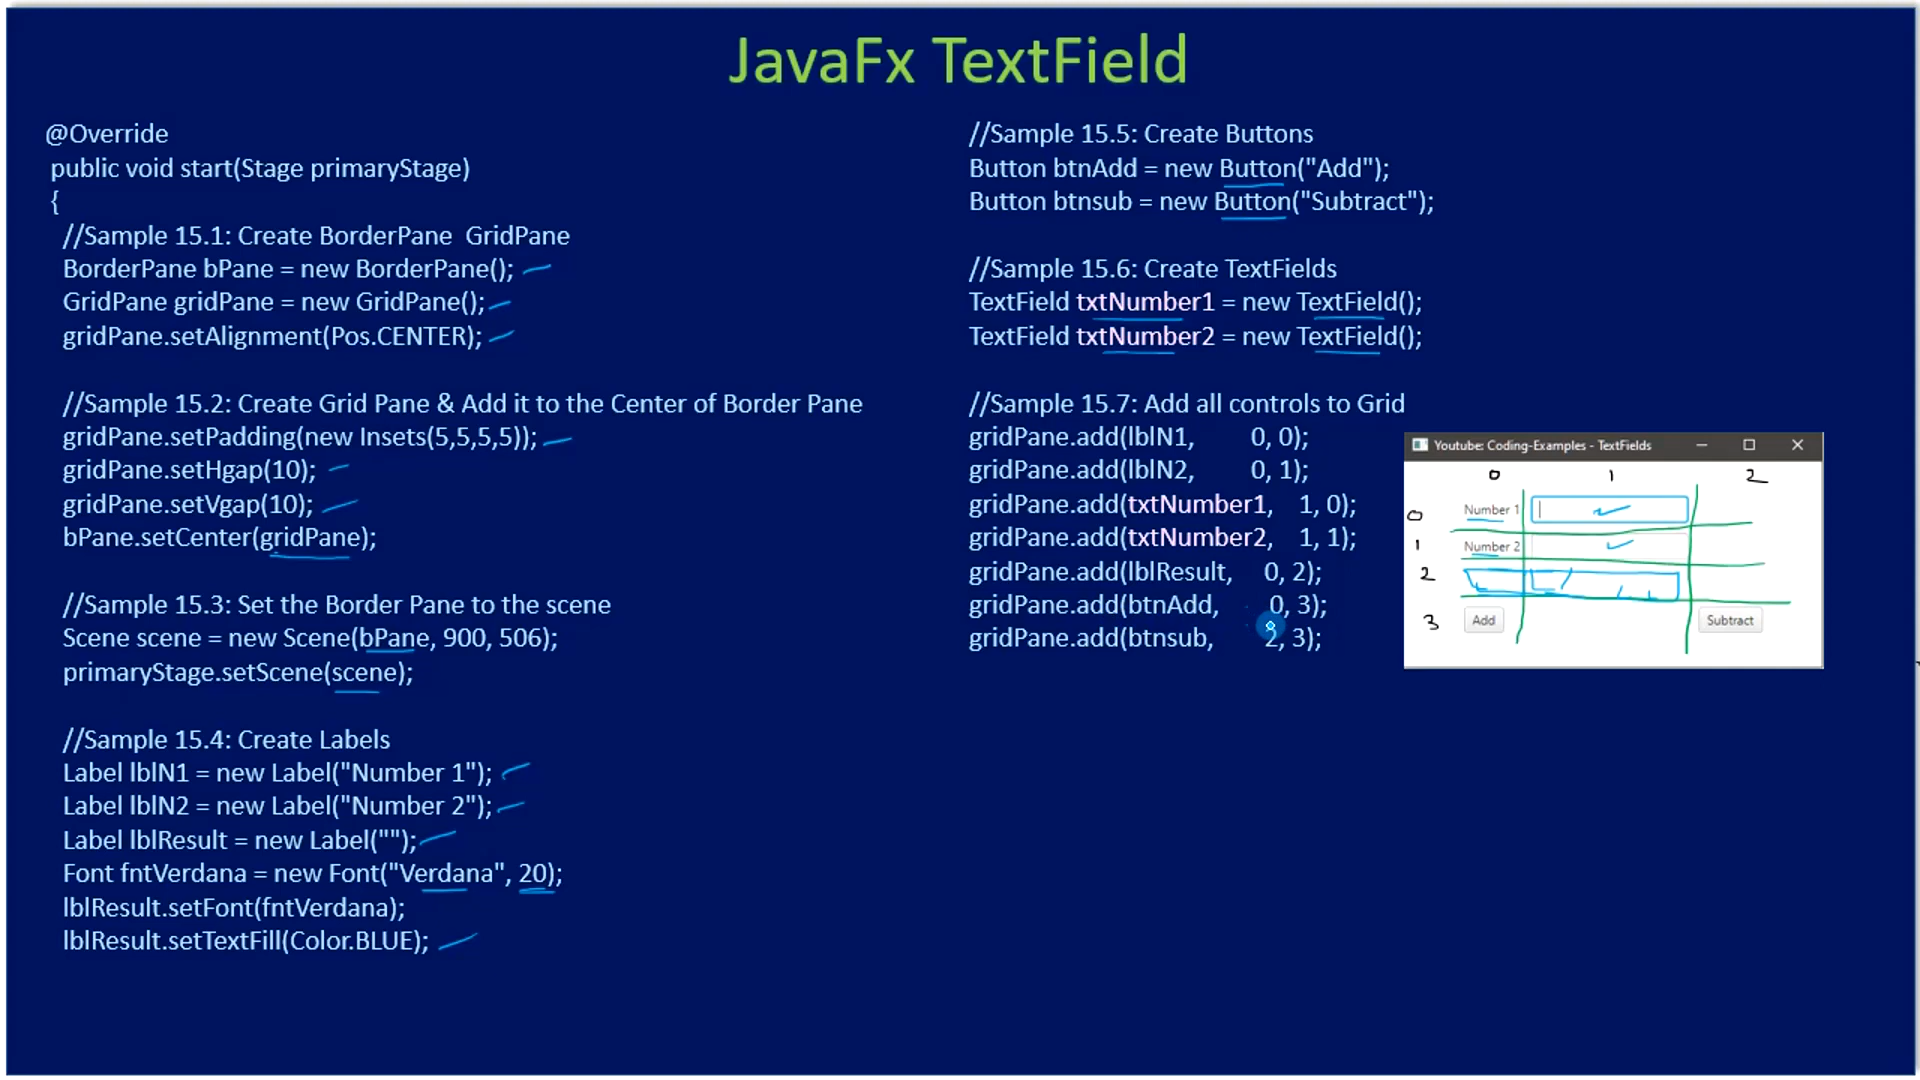 JavaFx TextField
@Override
public void start(Stage primaryStage)
{
//Sample 15.1: Create BorderPane  GridPane
BorderPane bPane = new BorderPane();
GridPane gridPane = new GridPane();
gridPane.setAlignment(Pos.CENTER);
//Sample 15.2: Create Grid Pane & Add it to the Center of Border Pane
gridPane.setPadding(new Insets(5,5,5,5));
gridPane.setHgap(10);
gridPane.setVgap(10);
bPane.setCenter(gridPane);
//Sample 15.3: Set the Border Pane to the scene
Scene scene = new Scene(bPane, 900, 506);
primaryStage.setScene(scene);
//Sample 15.4: Create Labels
Label lblN1 = new Label("Number 1");
Label lblN2 = new Label("Number 2");
Label lblResult = new Label("");
Font fntVerdana = new Font("Verdana", 20);
lblResult.setFont(fntVerdana);
lblResult.setTextFill(Color.BLUE);
//Sample 15.5: Create Buttons
Button btnAdd = new Button("Add");
Button btnsub = new Button("Subtract");
//Sample 15.6: Create TextFields
TextField txtNumber1 = new TextField();
TextField txtNumber2 = new TextField();
//Sample 15.7: Add all controls to Grid
gridPane.add(lblN1, 0, 0);
gridPane.add(lblN2, 0, 1);
gridPane.add(txtNumber1, 1, 0);
gridPane.add(txtNumber2, 1, 1);
gridPane.add(lblResult, 0, 2);
gridPane.add(btnAdd, 0, 3);
gridPane.add(btnsub, 2, 3);
Youtube: Coding-Examples - TextFields
0 1 2
0 Number 1
1 Number 2
2
3 Add Subtract